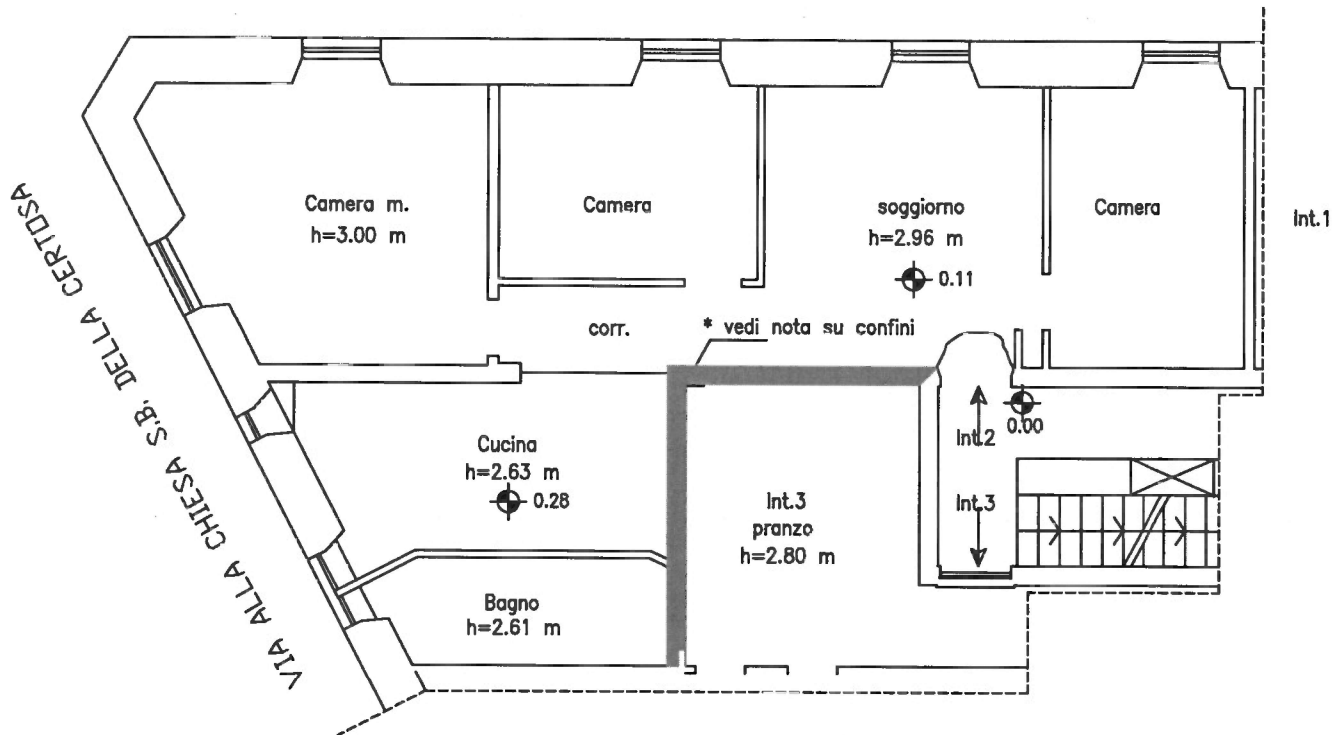 Camera m.
h=3.00 m
Camera
soggiorno
h=2.96 m
0.11
Camera
Int.1
corr.
* vedi nota su confini
VIA ALLA CHIESA S.B. DELLA CERTOSA
Cucina
h=2.63 m
0.28
Int.2
0.00
Int.3
Int.3
pranzo
h=2.80 m
Bagno
h=2.61 m